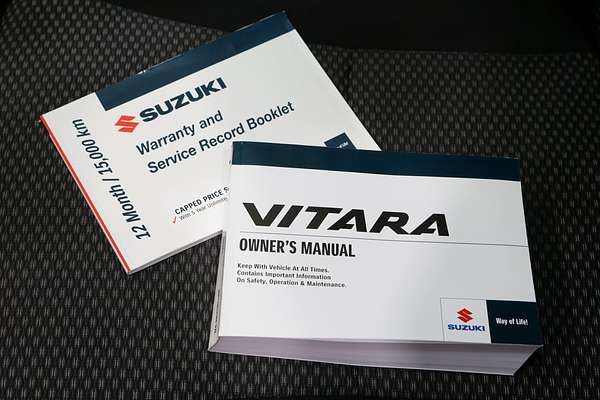 SUZUKI
Warranty and
Service Record Booklet
12 Month / 15,000 km
CAPPED PRICE
With 5 Year Unlimited
VITARA
OWNER'S MANUAL
Keep With Vehicle At All Times.
Contains Important Information
On Safety, Operation & Maintenance.
SUZUKI
Way of Life!